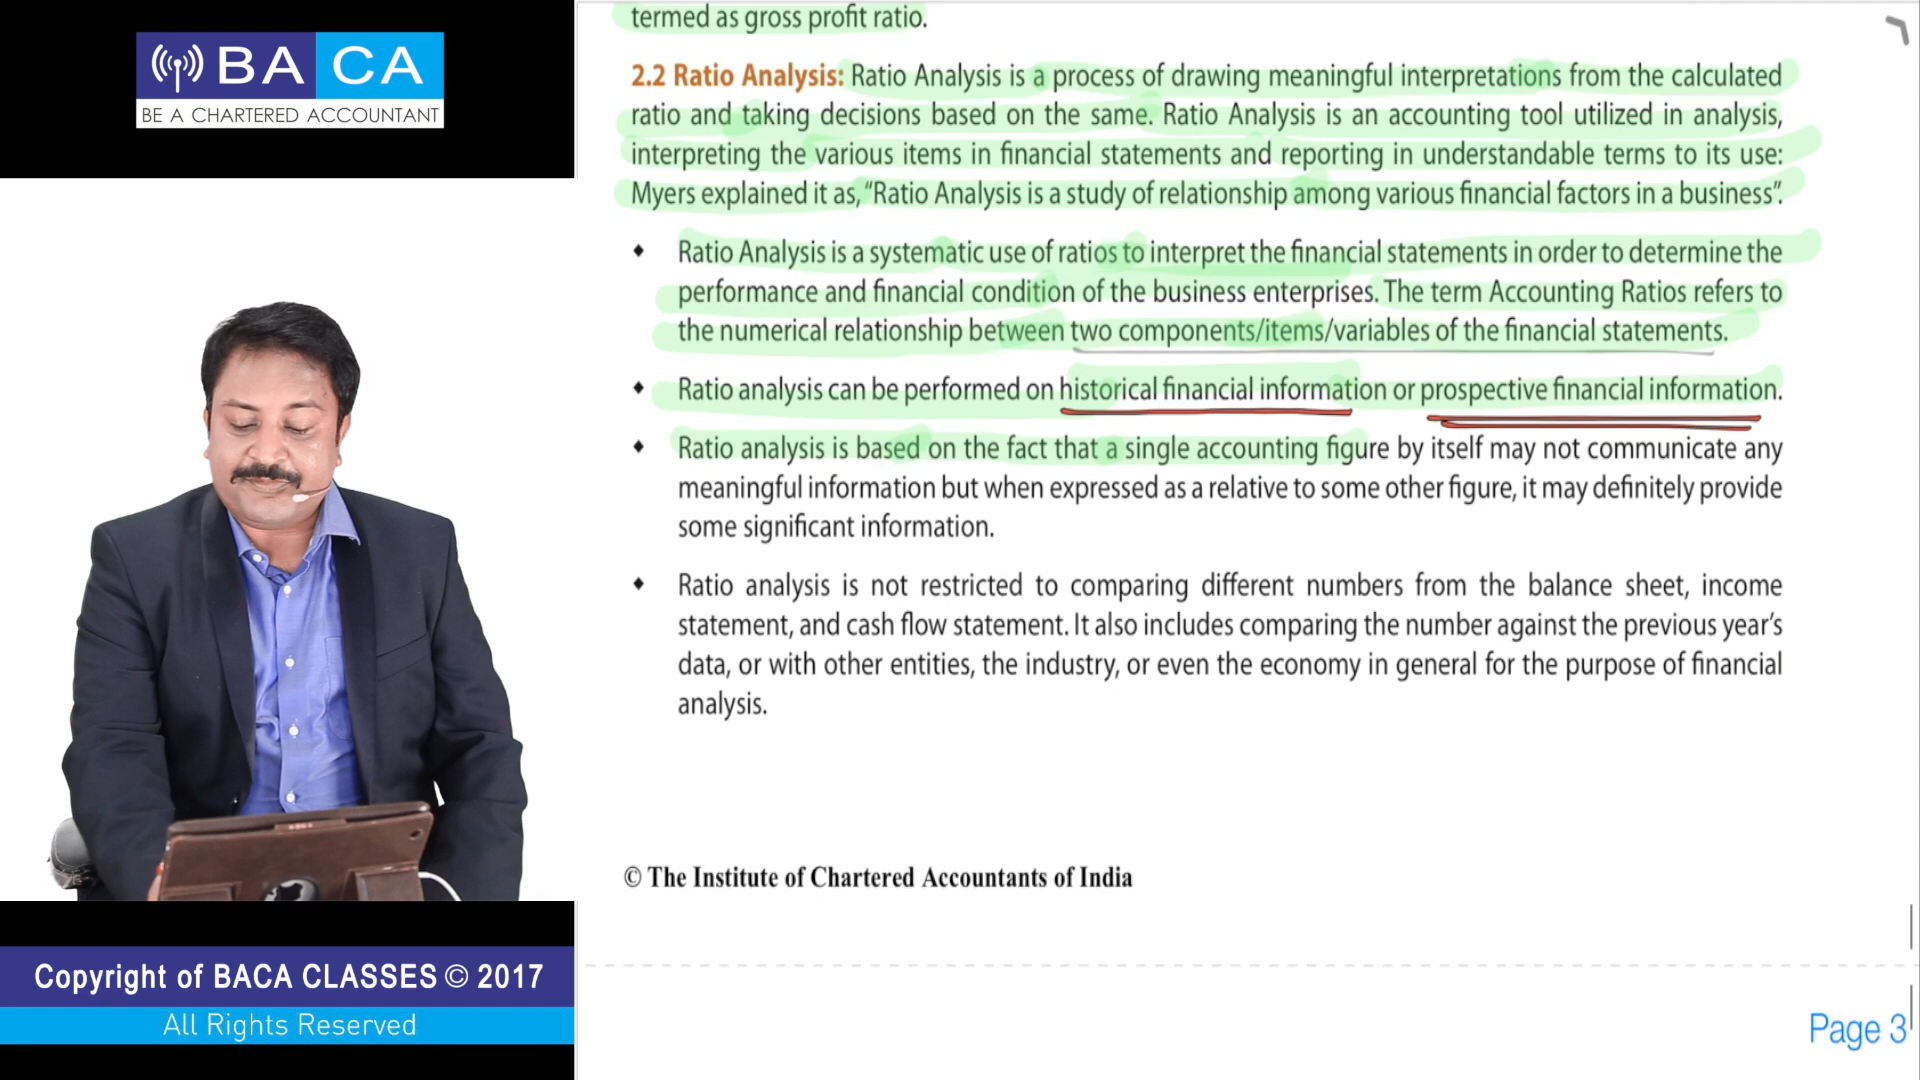 BA CA
BE A CHARTERED ACCOUNTANT
termed as gross profit ratio.
2.2 Ratio Analysis: Ratio Analysis is a process of drawing meaningful interpretations from the calculated
ratio and taking decisions based on the same. Ratio Analysis is an accounting tool utilized in analysis,
interpreting the various items in financial statements and reporting in understandable terms to its use:
Myers explained it as, “Ratio Analysis is a study of relationship among various financial factors in a business”.
♦ Ratio Analysis is a systematic use of ratios to interpret the financial statements in order to determine the
performance and financial condition of the business enterprises. The term Accounting Ratios refers to
the numerical relationship between two components/items/variables of the financial statements.
♦ Ratio analysis can be performed on historical financial information or prospective financial information.
♦ Ratio analysis is based on the fact that a single accounting figure by itself may not communicate any
meaningful information but when expressed as a relative to some other figure, it may definitely provide
some significant information.
♦ Ratio analysis is not restricted to comparing different numbers from the balance sheet, income
statement, and cash flow statement. It also includes comparing the number against the previous year’s
data, or with other entities, the industry, or even the economy in general for the purpose of financial
analysis.
© The Institute of Chartered Accountants of India
Page 3
Copyright of BACA CLASSES © 2017
All Rights Reserved